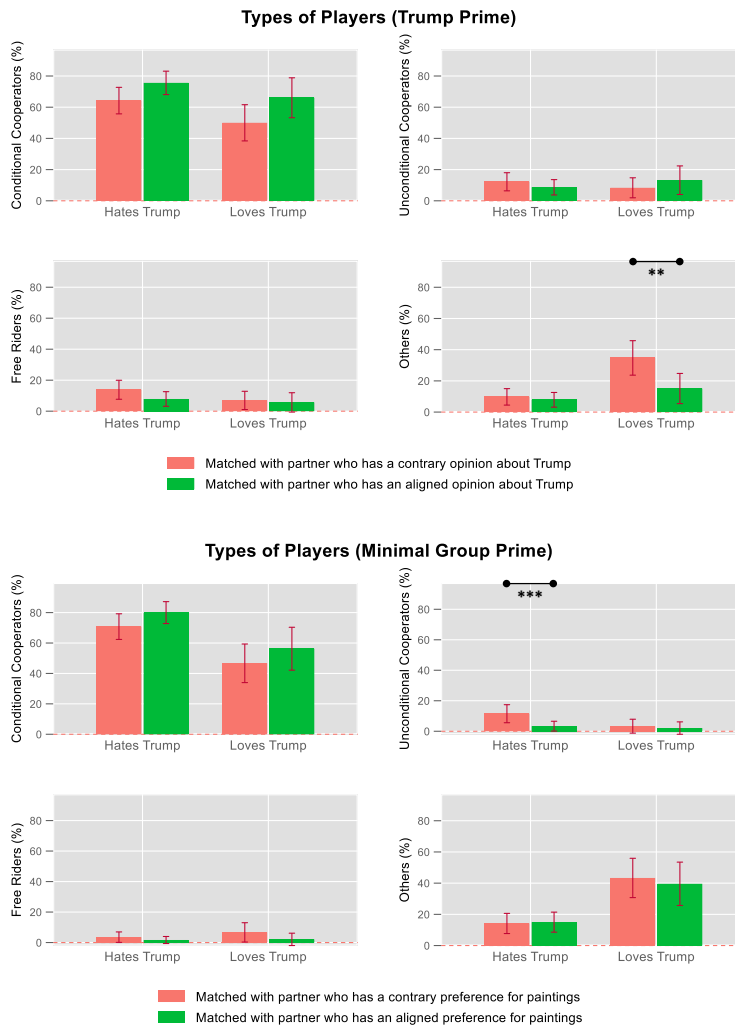 Types of Players (Trump Prime)
Conditional Cooperators (%)
80
60
40
20
0
Hates Trump Loves Trump
Unconditional Cooperators (%)
80
60
40
20
0
Hates Trump Loves Trump
Free Riders (%)
80
60
40
20
0
Hates Trump Loves Trump
Others (%)
80
60
40
20
0
**
Hates Trump Loves Trump
Matched with partner who has a contrary opinion about Trump
Matched with partner who has an aligned opinion about Trump
Types of Players (Minimal Group Prime)
Conditional Cooperators (%)
80
60
40
20
0
Hates Trump Loves Trump
Unconditional Cooperators (%)
80
60
40
20
0
***
Hates Trump Loves Trump
Free Riders (%)
80
60
40
20
0
Hates Trump Loves Trump
Others (%)
80
60
40
20
0
Hates Trump Loves Trump
Matched with partner who has a contrary preference for paintings
Matched with partner who has an aligned preference for paintings